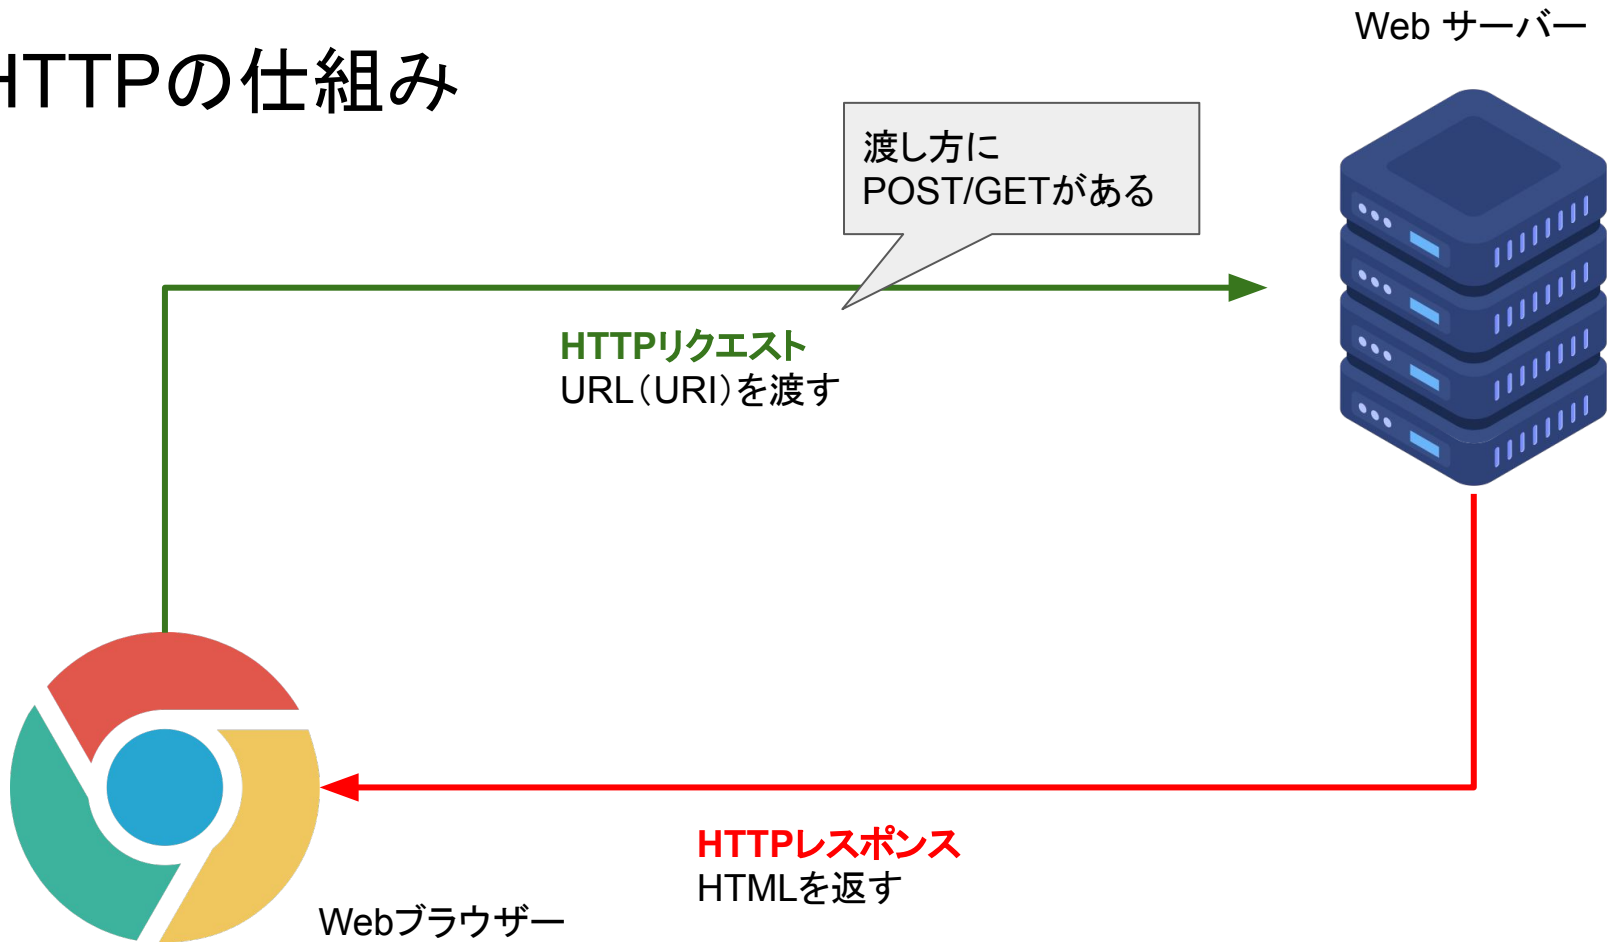 HTTPの仕組み
Web サーバー
渡し方に
POST/GETがある
HTTPリクエスト
URL（URI）を渡す
HTTPレスポンス
HTMLを返す
Webブラウザー